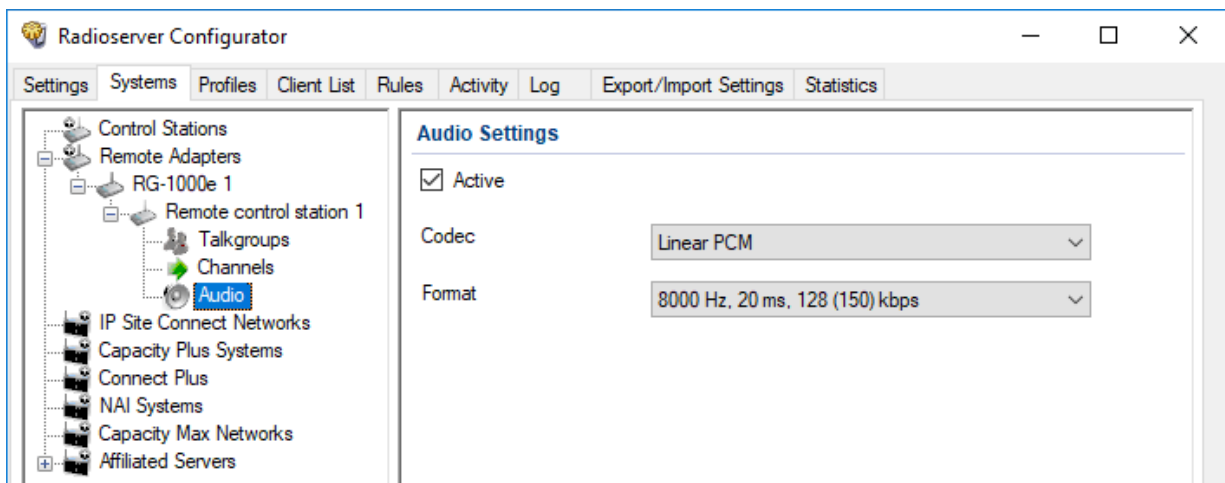 Radioserver Configurator
Settings Systems Profiles Client List Rules Activity Log Export/Import Settings Statistics
Control Stations
Remote Adapters
RG-1000e 1
Remote control station 1
Talkgroups
Channels
Audio
IP Site Connect Networks
Capacity Plus Systems
Connect Plus
NAI Systems
Capacity Max Networks
Affiliated Servers
Audio Settings
Active
Codec Linear PCM
Format 8000 Hz, 20 ms, 128 (150) kbps